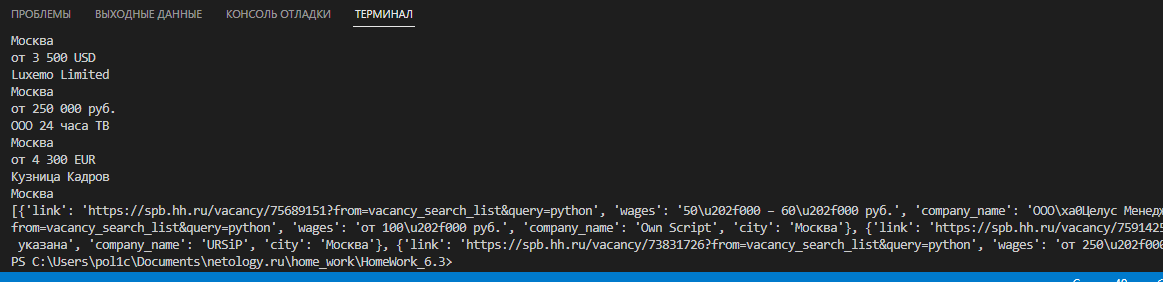 ПРОБЛЕМЫ ВЫХОДНЫЕ ДАННЫЕ КОНСОЛЬ ОТЛАДКИ ТЕРМИНАЛ
Москва
от 3 500 USD
Luxemo Limited
Москва
от 250 000 руб.
ООО 24 часа ТВ
Москва
от 4 300 EUR
Кузница Кадров
Москва
[{'link': 'https://spb.hh.ru/vacancy/75689151?from=vacancy_search_list&query=python', 'wages': '50\u202f000 – 60\u202f000 руб.', 'company_name': 'ООО\xa0Целус Менедж
from=vacancy_search_list&query=python', 'wages': 'от 100\u202f000 руб.', 'company_name': 'Own Script', 'city': 'Москва'}, {'link': 'https://spb.hh.ru/vacancy/7591425
указана', 'company_name': 'URSiP', 'city': 'Москва'}, {'link': 'https://spb.hh.ru/vacancy/73831726?from=vacancy_search_list&query=python', 'wages': 'от 250\u202f000
PS C:\Users\pol1c\Documents\netology.ru\home_work\HomeWork_6.3>